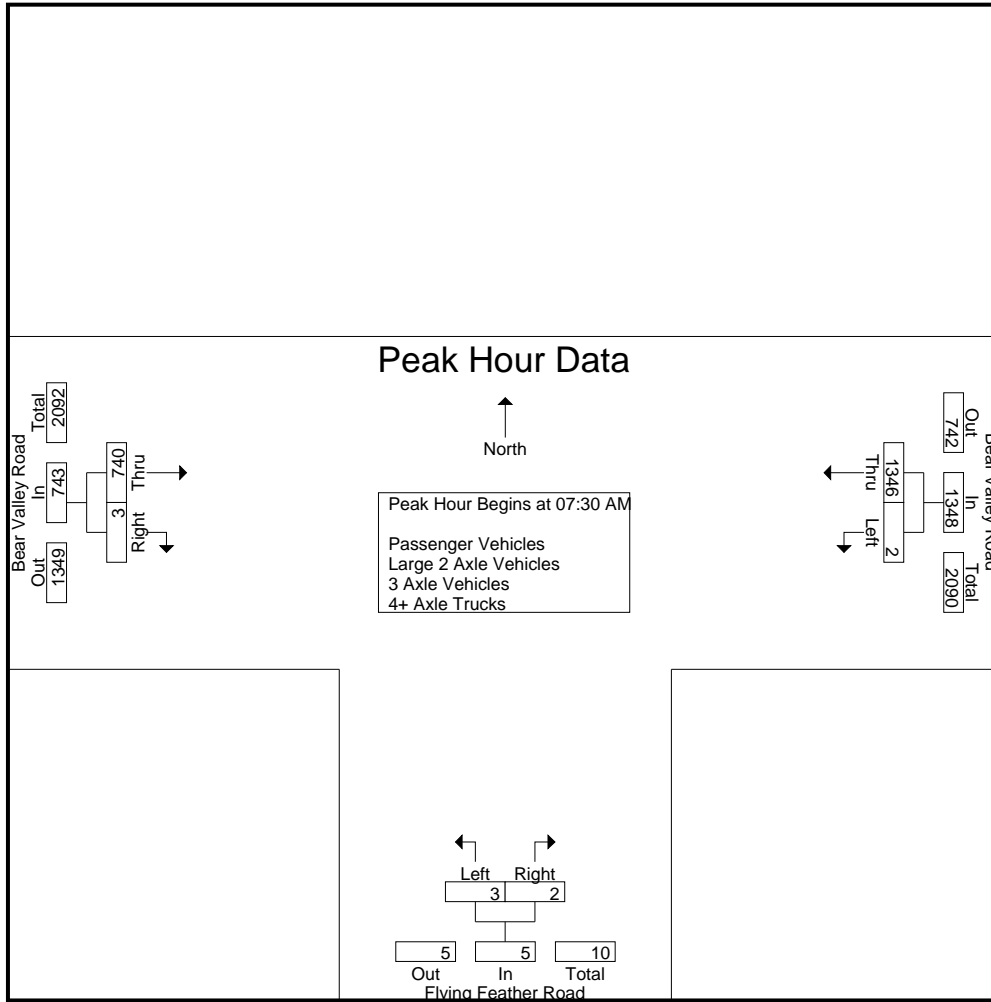 Peak Hour Data
North
Peak Hour Begins at 07:30 AM
Passenger Vehicles
Large 2 Axle Vehicles
3 Axle Vehicles
4+ Axle Trucks
Bear Valley Road
Out In Total
1349 743 2092
Right Thru
3 740
Bear Valley Road
Out In Total
742 1348 2090
Thru Left
1346 2
Left Right
3 2
5 5 10
Out In Total
Flying Feather Road